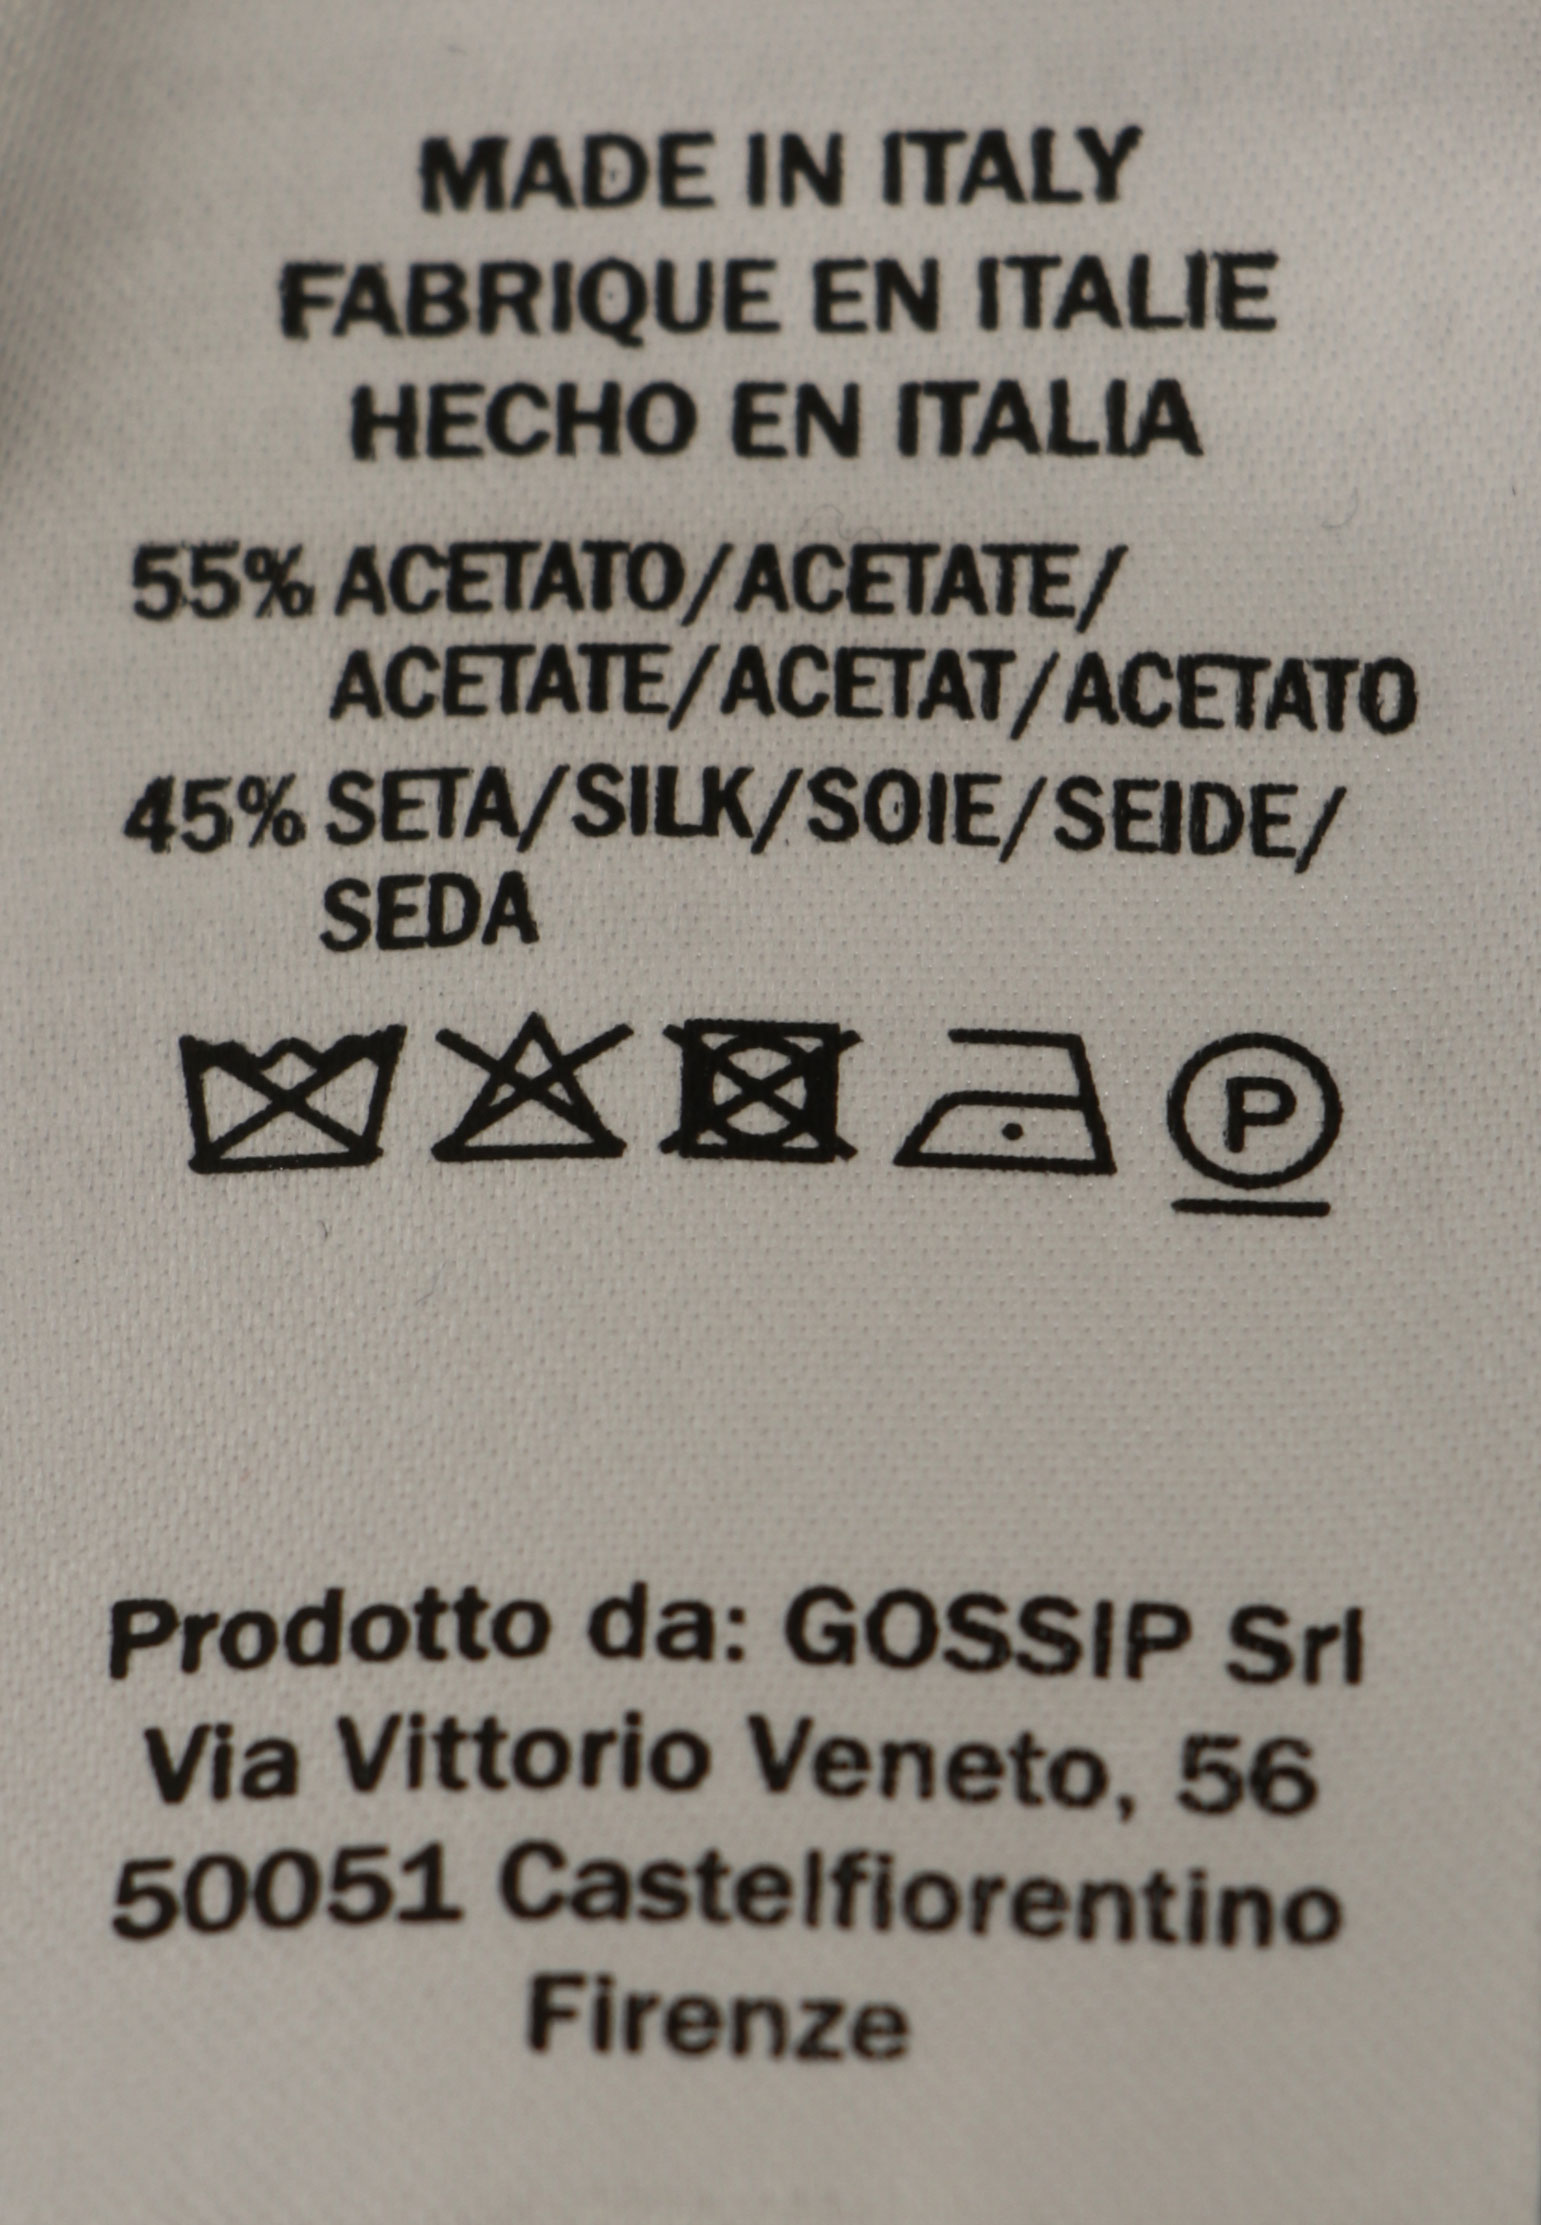 MADE IN ITALY
FABRIQUE EN ITALIE
HECHO EN ITALIA
55% ACETATO/ACETATE/
ACETATE/ACETAT/ACETATO
45% SETA/SILK/SOIE/SEIDE/
SEDA
P
Prodotto da: GOSSIP Srl
Via Vittorio Veneto, 56
50051 Castelfiorentino
Firenze